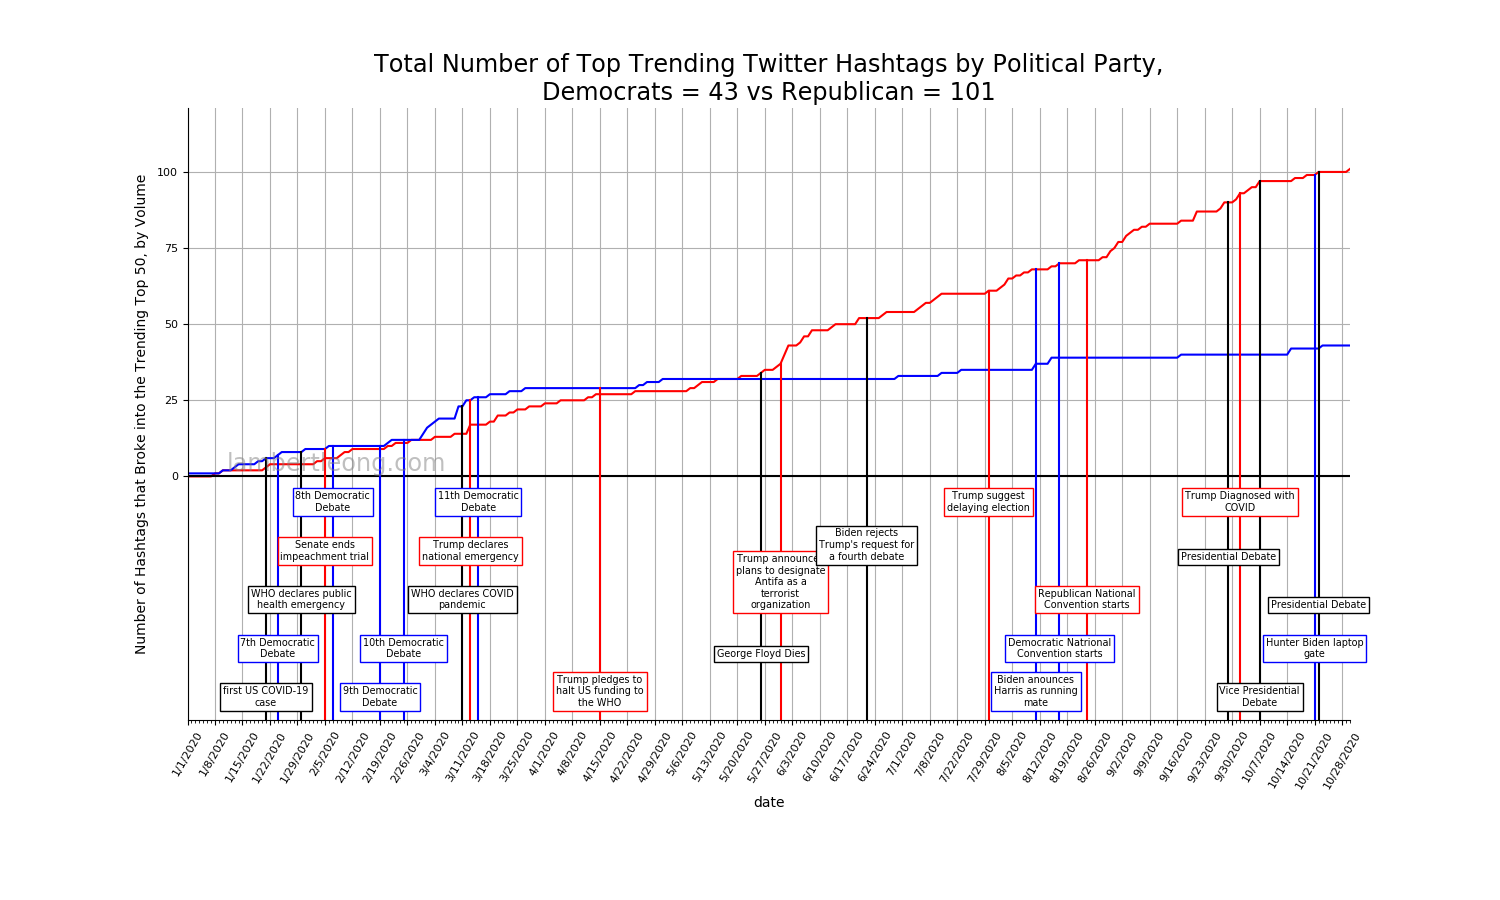 Total Number of Top Trending Twitter Hashtags by Political Party,
Democrats = 43 vs Republican = 101
Number of Hashtags that Broke into the Trending Top 50, by Volume
100
75
50
25
0
lambertleong.com
8th Democratic
Debate
11th Democratic
Debate
Trump suggest
delaying election
Trump Diagnosed with
COVID
Senate ends
impeachment trial
Trump declares
national emergency
Trump announce
plans to designate
Antifa as a
terrorist
organization
Biden rejects
Trump's request for
a fourth debate
Presidential Debate
WHO declares public
health emergency
WHO declares COVID
pandemic
Republican National
Convention starts
Presidential Debate
7th Democratic
Debate
10th Democratic
Debate
George Floyd Dies
Democratic Natrional
Convention starts
Hunter Biden laptop
gate
first US COVID-19
case
9th Democratic
Debate
Trump pledges to
halt US funding to
the WHO
Biden anounces
Harris as running
mate
Vice Presidential
Debate
1/1/2020
1/8/2020
1/15/2020
1/22/2020
1/29/2020
2/5/2020
2/12/2020
2/19/2020
2/26/2020
3/4/2020
3/11/2020
3/18/2020
3/25/2020
4/1/2020
4/8/2020
4/15/2020
4/22/2020
4/29/2020
5/6/2020
5/13/2020
5/20/2020
5/27/2020
6/3/2020
6/10/2020
6/17/2020
6/24/2020
7/1/2020
7/8/2020
7/22/2020
7/29/2020
8/5/2020
8/12/2020
8/19/2020
8/26/2020
9/2/2020
9/9/2020
9/16/2020
9/23/2020
9/30/2020
10/7/2020
10/14/2020
10/21/2020
10/28/2020
date